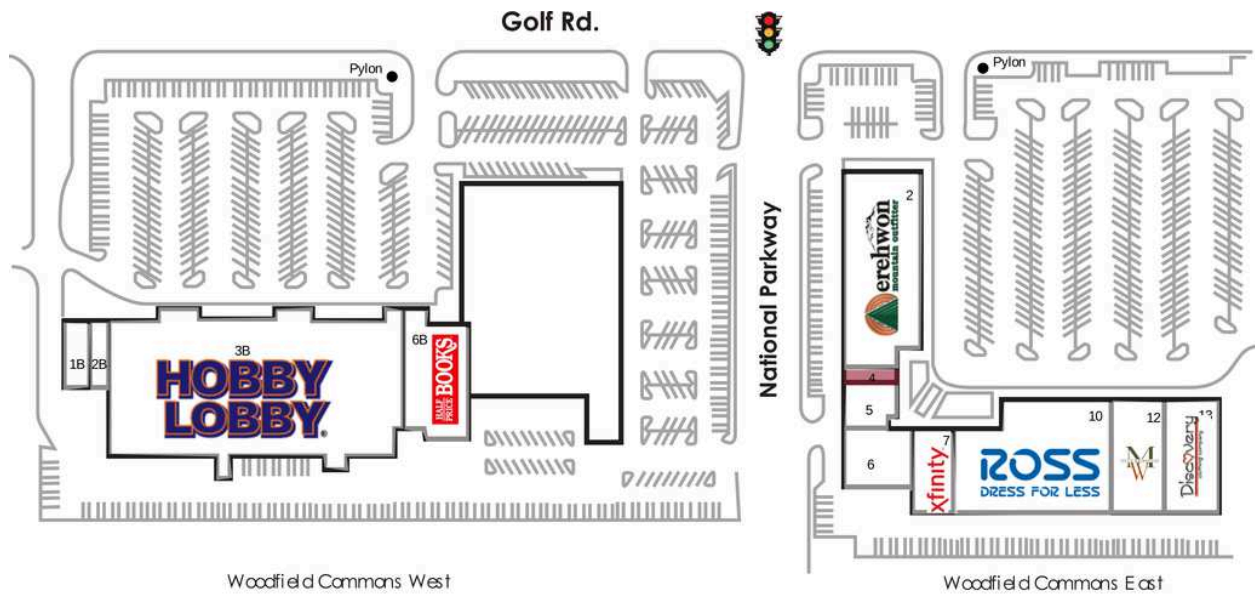 Golf Rd.
Pylon
Pylon
National Parkway
1B
2B
3B
HOBBY
LOBBY
®
6B
HALF
PRICE
BOOKS
2
erehwon
mountain outfitter
4
5
6
7
xfinity
10
ROSS
DRESS FOR LESS
12
MW
13
Discovery
Woodfield Commons West
Woodfield Commons East